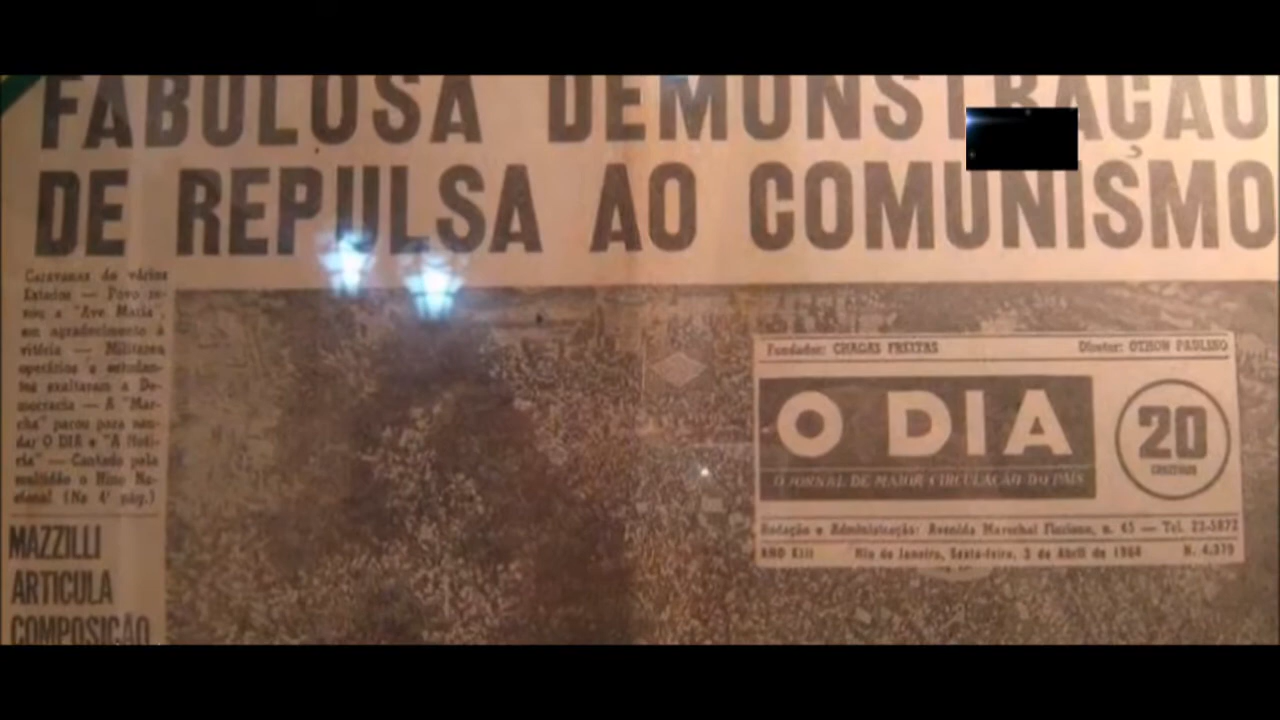 FABULOSA DEMONSTRAÇÃO
DE REPULSA AO COMUNISMO
Caravanas de vários
Estados — Povo re-
zou a "Ave Maria",
em agradecimento à
vitória — Militares
operários e estudan-
tes exaltaram a De-
mocracia — A "Mar-
cha" parou para sau-
dar O DIA e "A Notí-
cia" — Cantado pela
multidão o Hino Na-
cional (Na 4ª pág.)
MAZZILLI
ARTICULA
COMPOSIÇÃO
Fundador: CHAGAS FREITAS Diretor: OTHON PAULINO
O DIA
20
CRUZEIROS
O JORNAL DE MAIOR CIRCULAÇÃO DO PAÍS
Redação e Administração: Avenida Marechal Floriano, n. 45 — Tel. 23-5872
ANO XIII Rio de Janeiro, Sexta-feira, 3 de Abril de 1964 N. 4.379